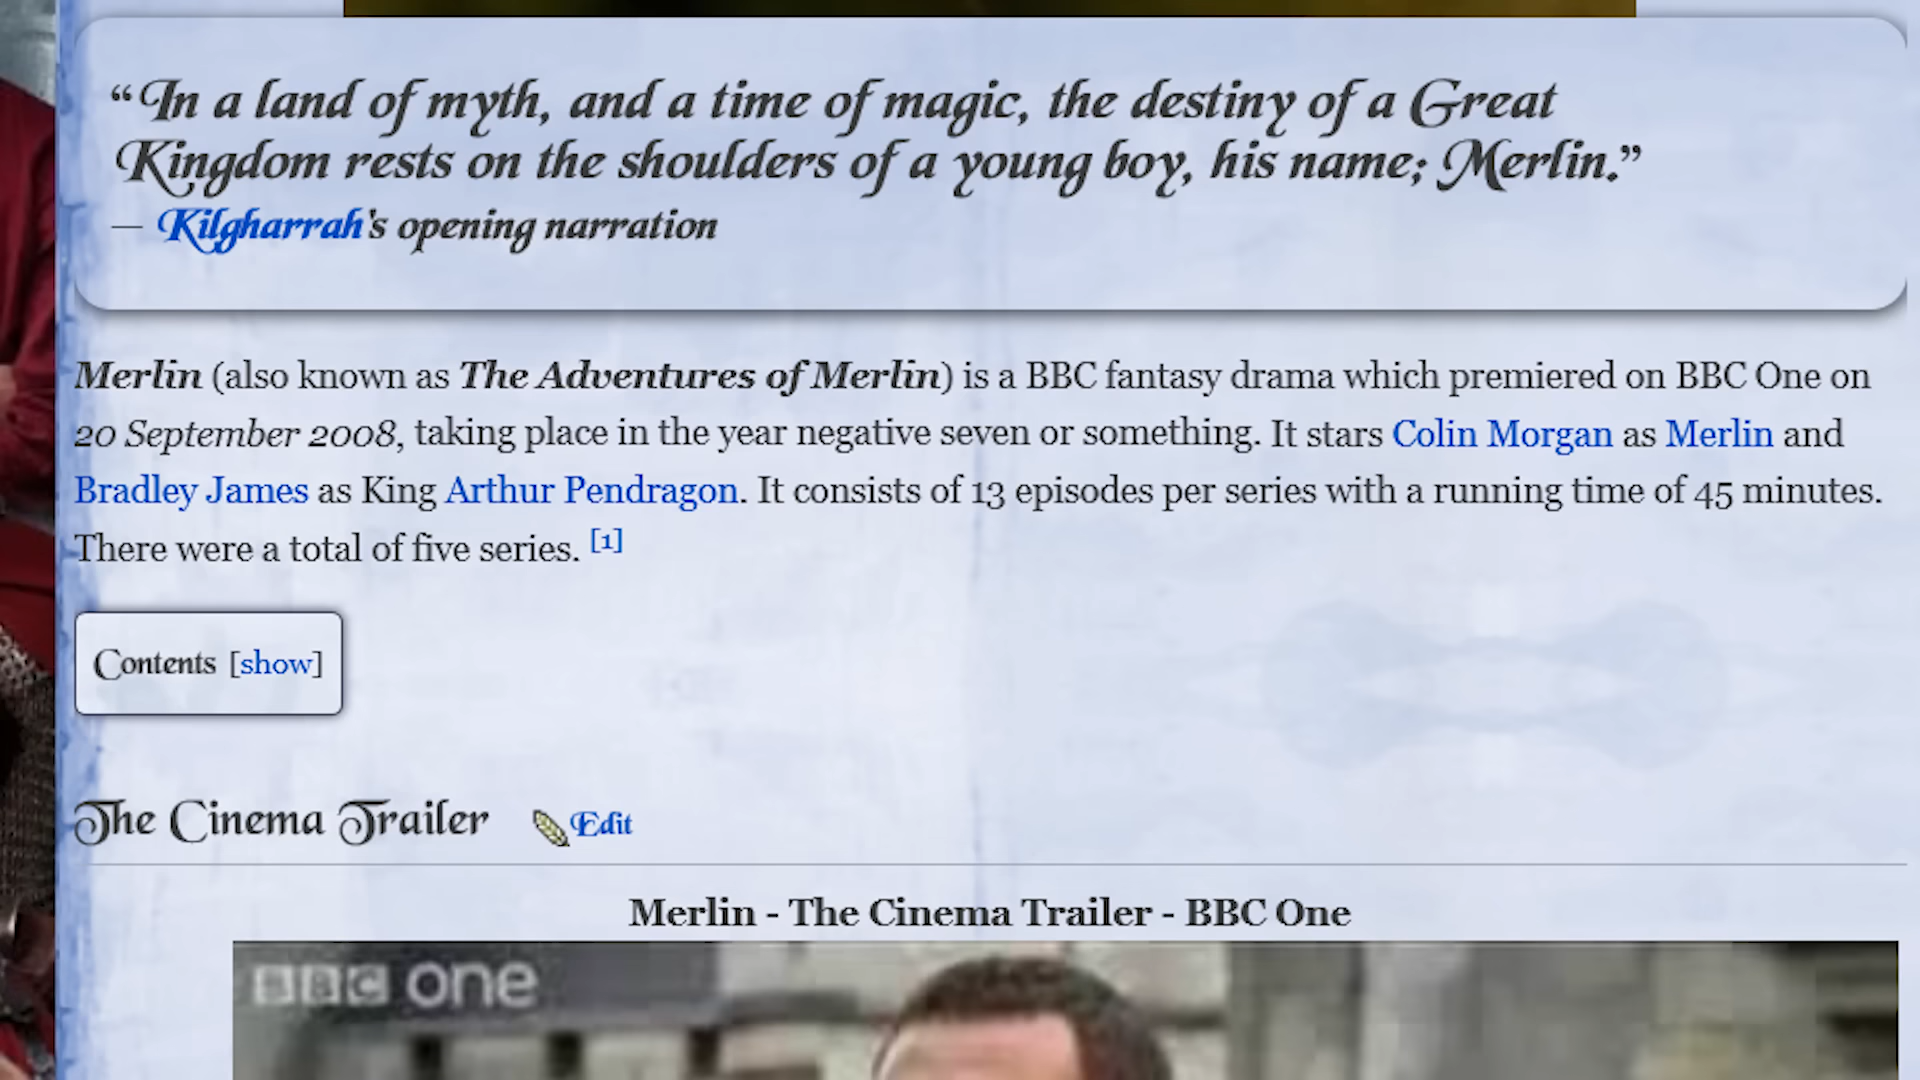 “In a land of myth, and a time of magic, the destiny of a Great
Kingdom rests on the shoulders of a young boy, his name; Merlin.”
— Kilgharrah's opening narration
Merlin (also known as The Adventures of Merlin) is a BBC fantasy drama which premiered on BBC One on
20 September 2008, taking place in the year negative seven or something. It stars Colin Morgan as Merlin and
Bradley James as King Arthur Pendragon. It consists of 13 episodes per series with a running time of 45 minutes.
There were a total of five series. [1]
Contents [show]
The Cinema Trailer Edit
Merlin - The Cinema Trailer - BBC One
BBC one